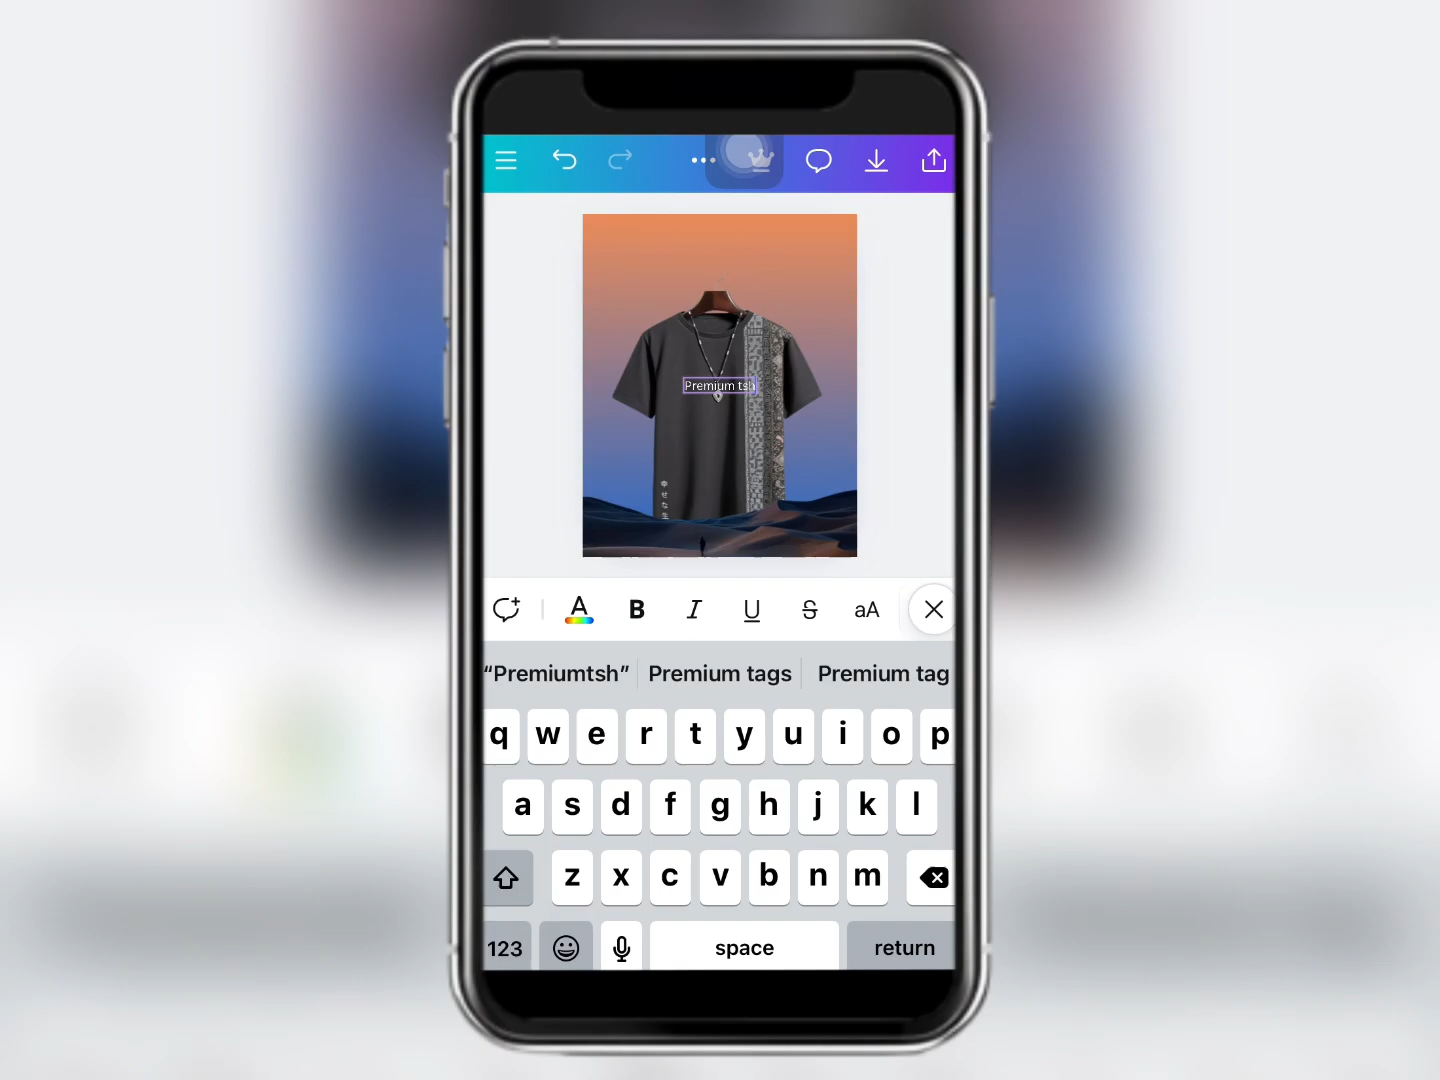 Premium tsh
幸
せ
な
生
A
B
I
U
S
aA
“Premiumtsh”
Premium tags
Premium tag
q w e r t y u i o p
a s d f g h j k l
z x c v b n m
123
space
return